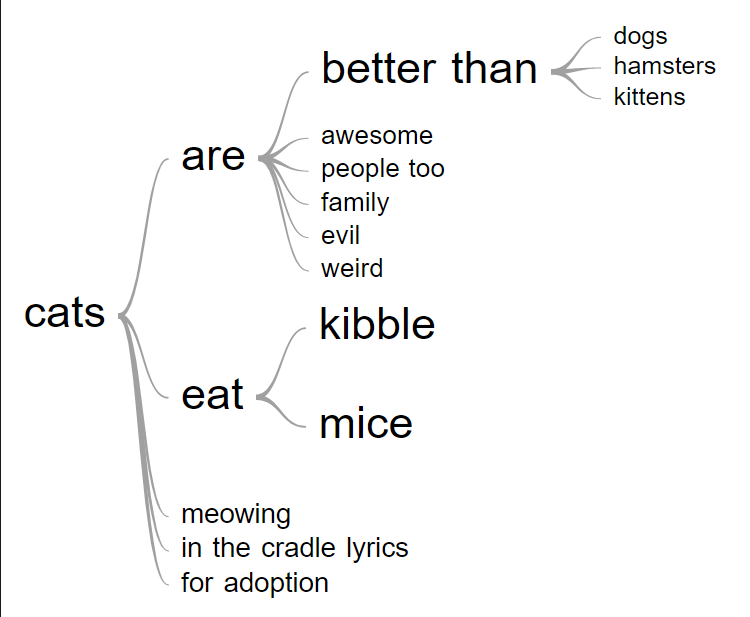 cats
are
better than
dogs
hamsters
kittens
awesome
people too
family
evil
weird
eat
kibble
mice
meowing
in the cradle lyrics
for adoption